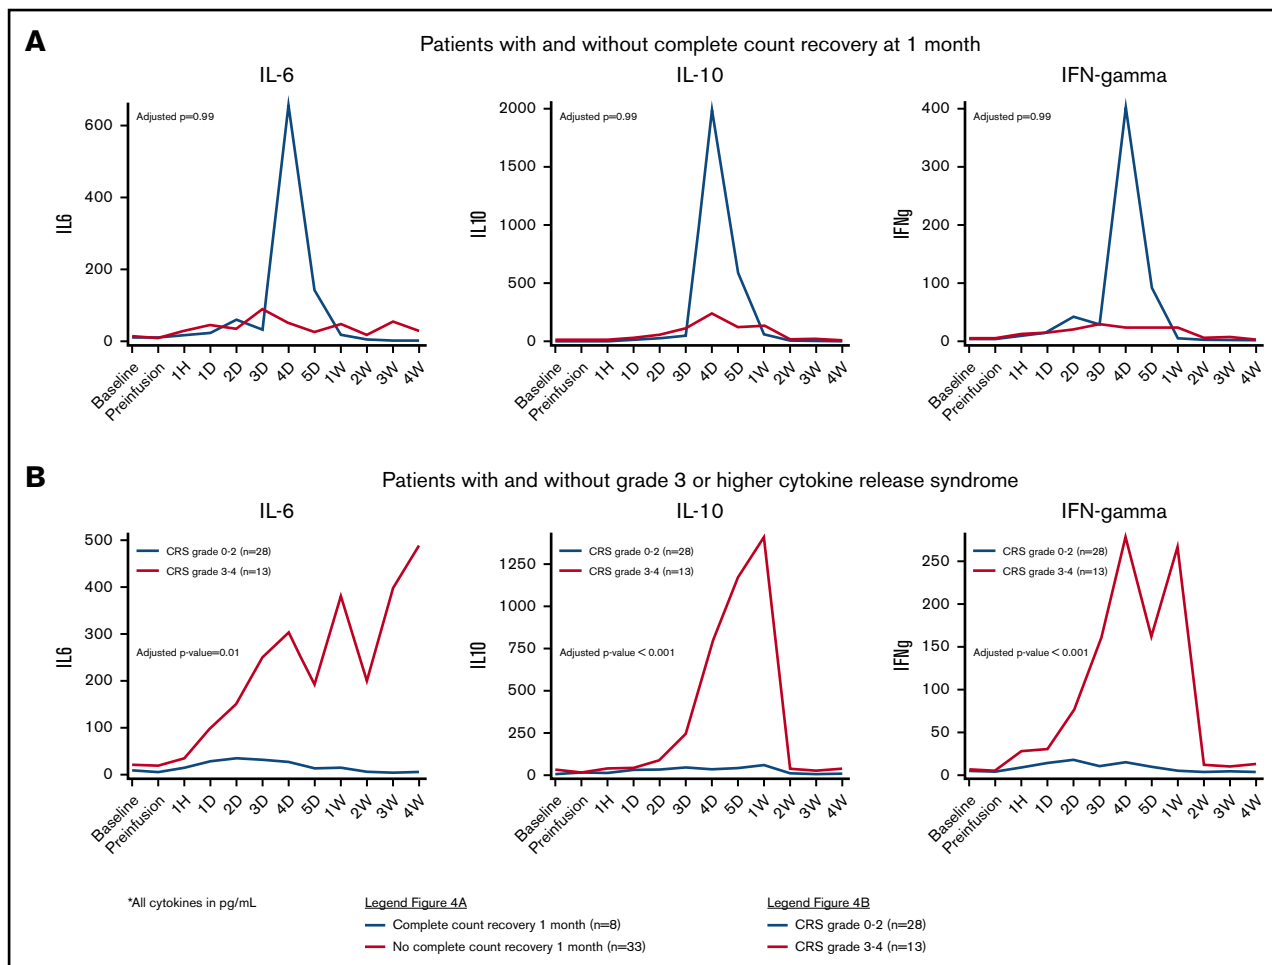 A
Patients with and without complete count recovery at 1 month
IL-6
IL-10
IFN-gamma
Adjusted p=0.99
600
400
200
0
IL6
Baseline
Preinfusion
1H
1D
2D
3D
4D
5D
1W
2W
3W
4W
Adjusted p=0.99
2000
1500
1000
500
0
IL10
Baseline
Preinfusion
1H
1D
2D
3D
4D
5D
1W
2W
3W
4W
Adjusted p=0.99
400
300
200
100
0
IFNg
Baseline
Preinfusion
1H
1D
2D
3D
4D
5D
1W
2W
3W
4W
B
Patients with and without grade 3 or higher cytokine release syndrome
IL-6
IL-10
IFN-gamma
CRS grade 0-2 (n=28)
CRS grade 3-4 (n=13)
Adjusted p-value=0.01
500
400
300
200
100
0
IL6
Baseline
Preinfusion
1H
1D
2D
3D
4D
5D
1W
2W
3W
4W
CRS grade 0-2 (n=28)
CRS grade 3-4 (n=13)
Adjusted p-value < 0.001
1250
1000
750
500
250
0
IL10
Baseline
Preinfusion
1H
1D
2D
3D
4D
5D
1W
2W
3W
4W
CRS grade 0-2 (n=28)
CRS grade 3-4 (n=13)
Adjusted p-value < 0.001
250
200
150
100
50
0
IFNg
Baseline
Preinfusion
1H
1D
2D
3D
4D
5D
1W
2W
3W
4W
*All cytokines in pg/mL
Legend Figure 4A
Complete count recovery 1 month (n=8)
No complete count recovery 1 month (n=33)
Legend Figure 4B
CRS grade 0-2 (n=28)
CRS grade 3-4 (n=13)